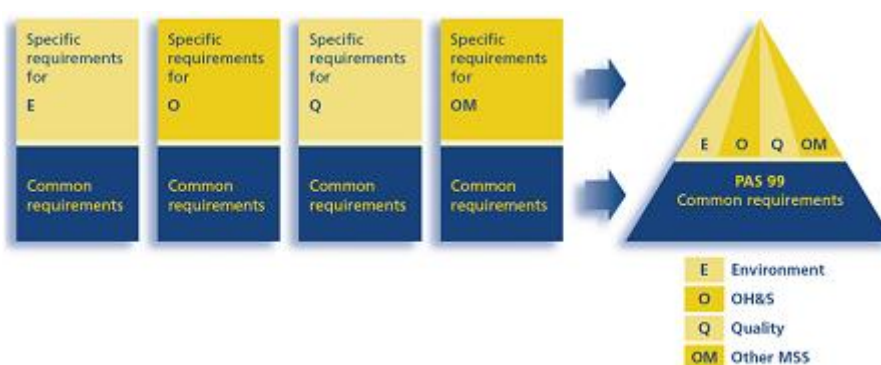 Specific
requirements
for
E
Specific
requirements
for
O
Specific
requirements
for
Q
Specific
requirements
for
OM
Common
requirements
Common
requirements
Common
requirements
Common
requirements
E O Q OM
PAS 99
Common requirements
E Environment
O OH&S
Q Quality
OM Other MSS